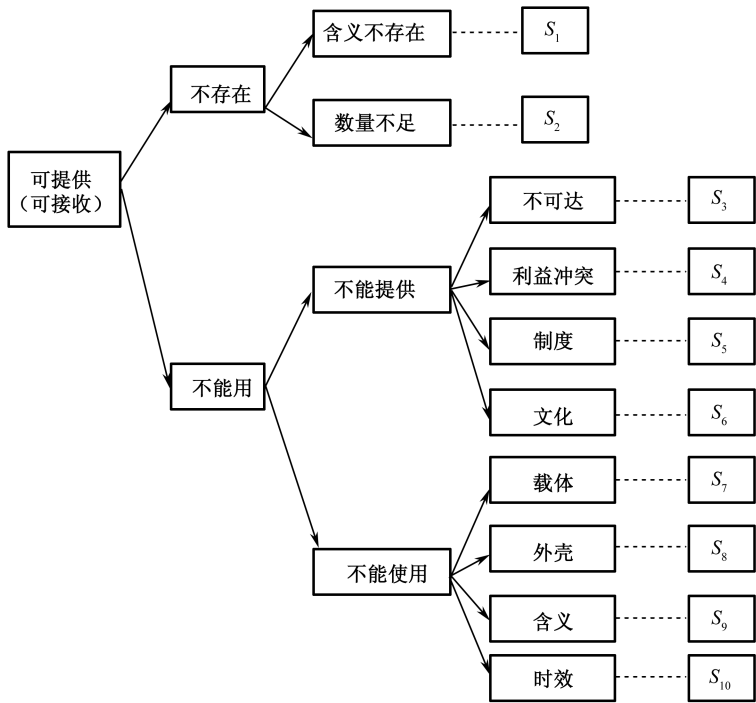 含义不存在
S₁
不存在
数量不足
S₂
可提供
（可接收）
不可达
S₃
利益冲突
S₄
不能提供
制度
S₅
不能用
文化
S₆
载体
S₇
外壳
S₈
不能使用
含义
S₉
时效
S₁₀